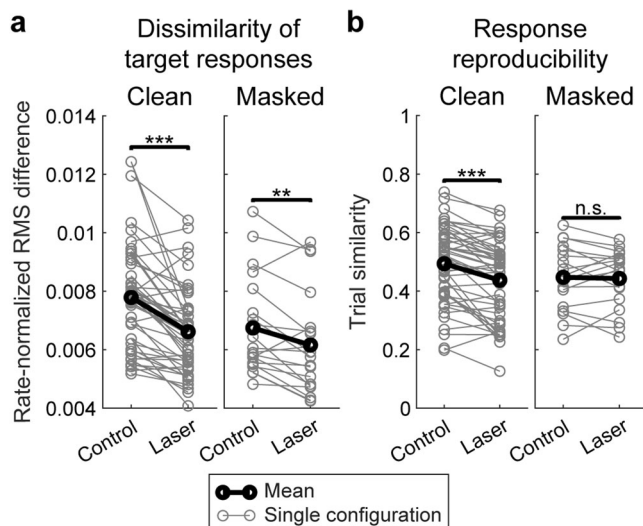 a
Dissimilarity of
target responses
Clean
Masked
Rate-normalized RMS difference
0.014
0.012
0.01
0.008
0.006
0.004
***
**
Control
Laser
Control
Laser
b
Response
reproducibility
Clean
Masked
Trial similarity
1
0.8
0.6
0.4
0.2
0
***
n.s.
Control
Laser
Control
Laser
Mean
Single configuration